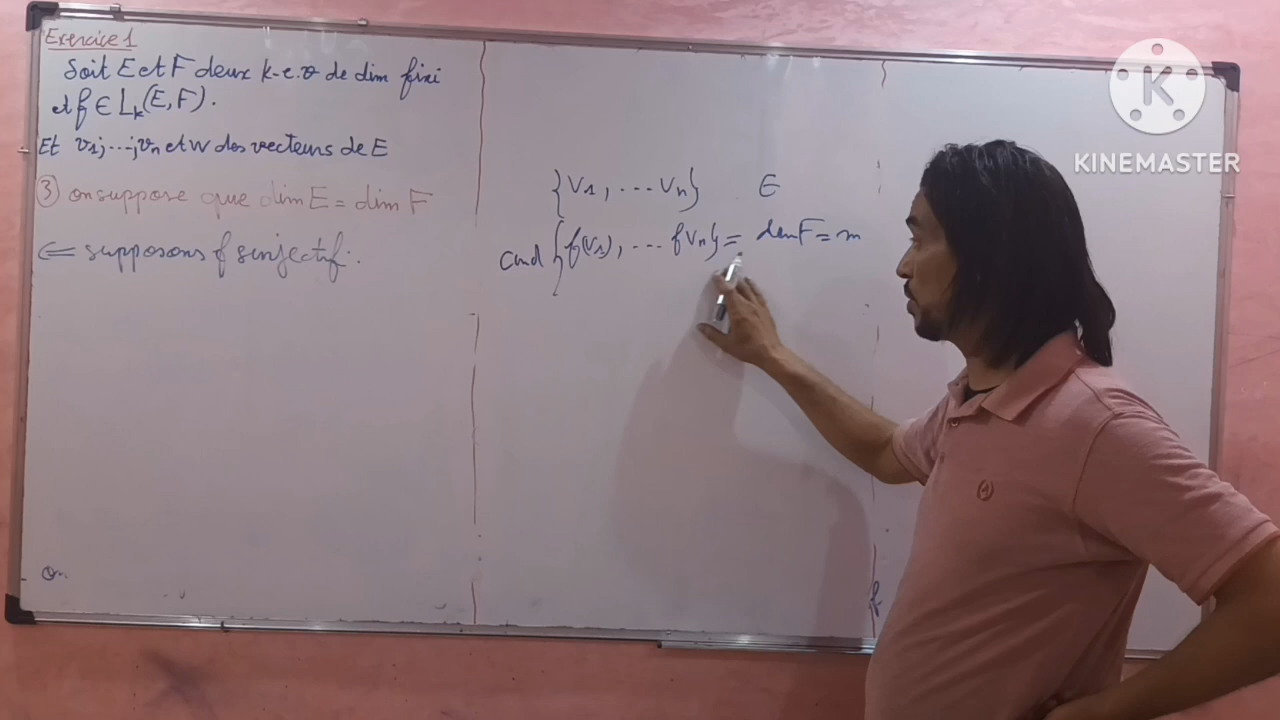 Exercice 1
Soit E et F deux k-e.v de dim fini
et f ∈ L_k(E, F).
Et v1, ..., vn et w des vecteurs de E
③ on suppose que dim E = dim F
⇐ supposons f surjectif.
{v1, ... vn} E
card {f(v1), ... f vn} = dim F = n
KINEMASTER